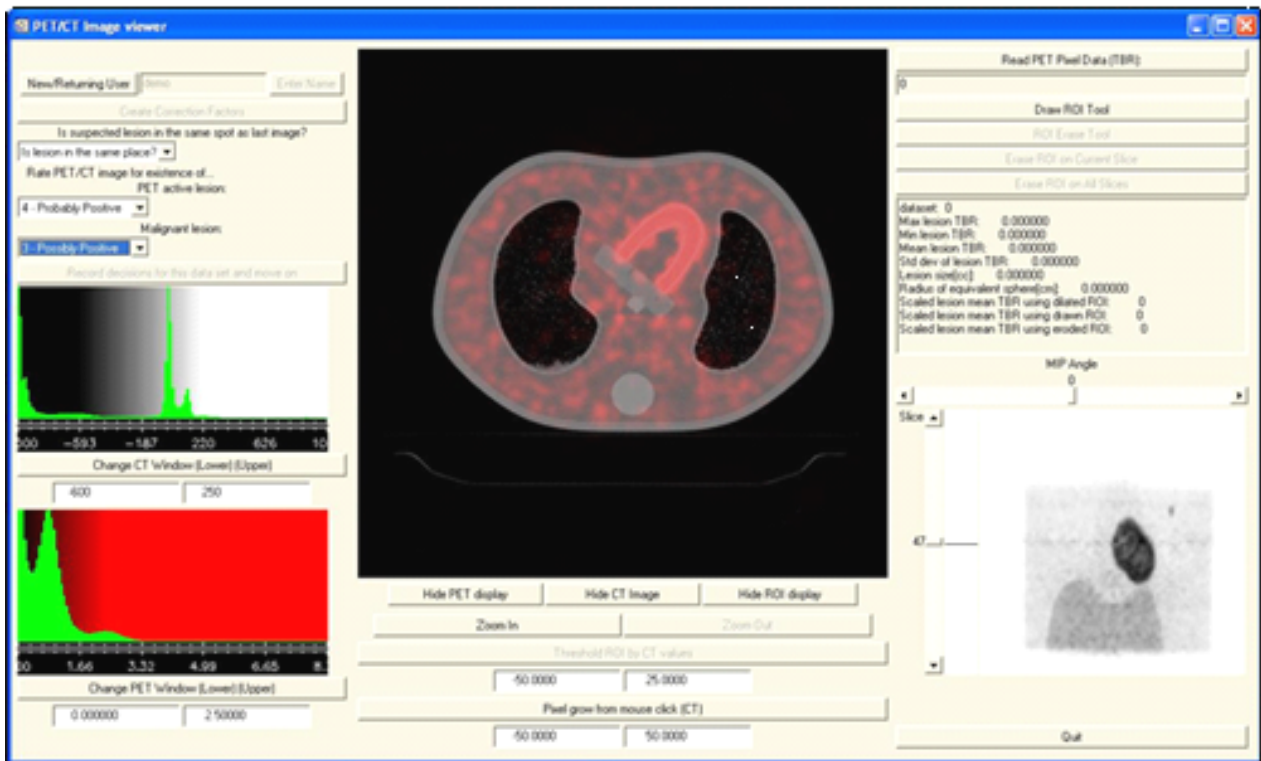 PET/CT Image viewer
New/Returning User
demo
Enter Name
Create Correction Factors
Is suspected lesion in the same spot as last image?
Is lesion in the same place?
Rate PET/CT image for existence of...
PET active lesion:
4 - Probably Positive
Malignant lesion:
3 - Possibly Positive
Record decisions for this data set and move on
-593 -187 220 626 10
Change CT Window (Lower) (Upper)
-600 250
1.66 3.32 4.99 6.65 8.
Change PET Window (Lower) (Upper)
0.000000 2.50000
Hide PET display Hide CT Image Hide ROI display
Zoom In Zoom Out
Threshold ROI by CT values
-50.0000 25.0000
Pixel grow from mouse click (CT)
-50.0000 50.0000
Read PET Pixel Data (TBR):
0
Draw ROI Tool
ROI Erase Tool
Erase ROI on Current Slice
Erase ROI on All Slices
dataset: 0
Max lesion TBR: 0.000000
Min lesion TBR: 0.000000
Mean lesion TBR: 0.000000
Std dev of lesion TBR: 0.000000
Lesion size[cc]: 0.000000
Radius of equivalent sphere[cm]: 0.000000
Scaled lesion mean TBR using dilated ROI: 0
Scaled lesion mean TBR using drawn ROI: 0
Scaled lesion mean TBR using eroded ROI: 0
MIP Angle
0
Slice
47
Quit